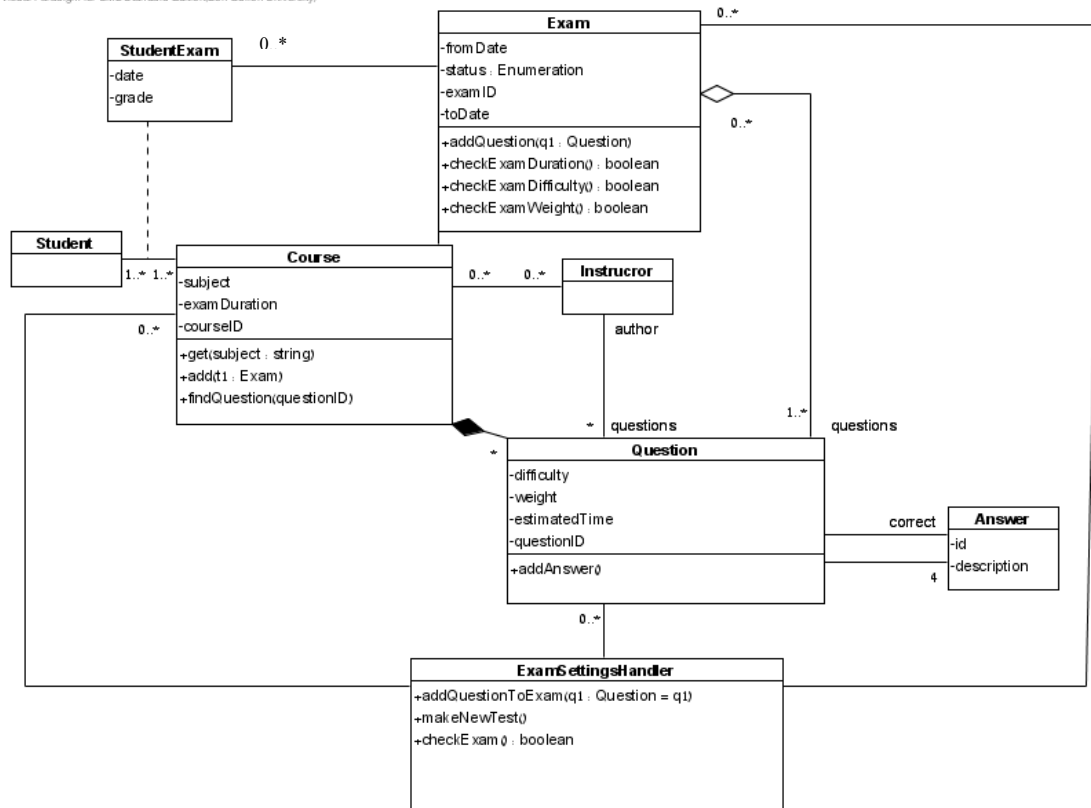 Exam
-fromDate
-status : Enumeration
-examID
-toDate
+addQuestion(q1 : Question)
+checkExamDuration() : boolean
+checkExamDifficulty() : boolean
+checkExamWeight() : boolean
0..*
0..*
StudentExam
-date
-grade
0 *
Student
1..* 1..*
Course
-subject
-examDuration
-courseID
+get(subject : string)
+add(t1 : Exam)
+findQuestion(questionID)
0..*
0..* 0..*
Instrucror
author
* questions
1..* questions
*
Question
-difficulty
-weight
-estimatedTime
-questionID
+addAnswer()
correct
4
Answer
-id
-description
0..*
ExamSettingsHandler
+addQuestionToExam(q1 : Question = q1)
+makeNewTest()
+checkExam() : boolean